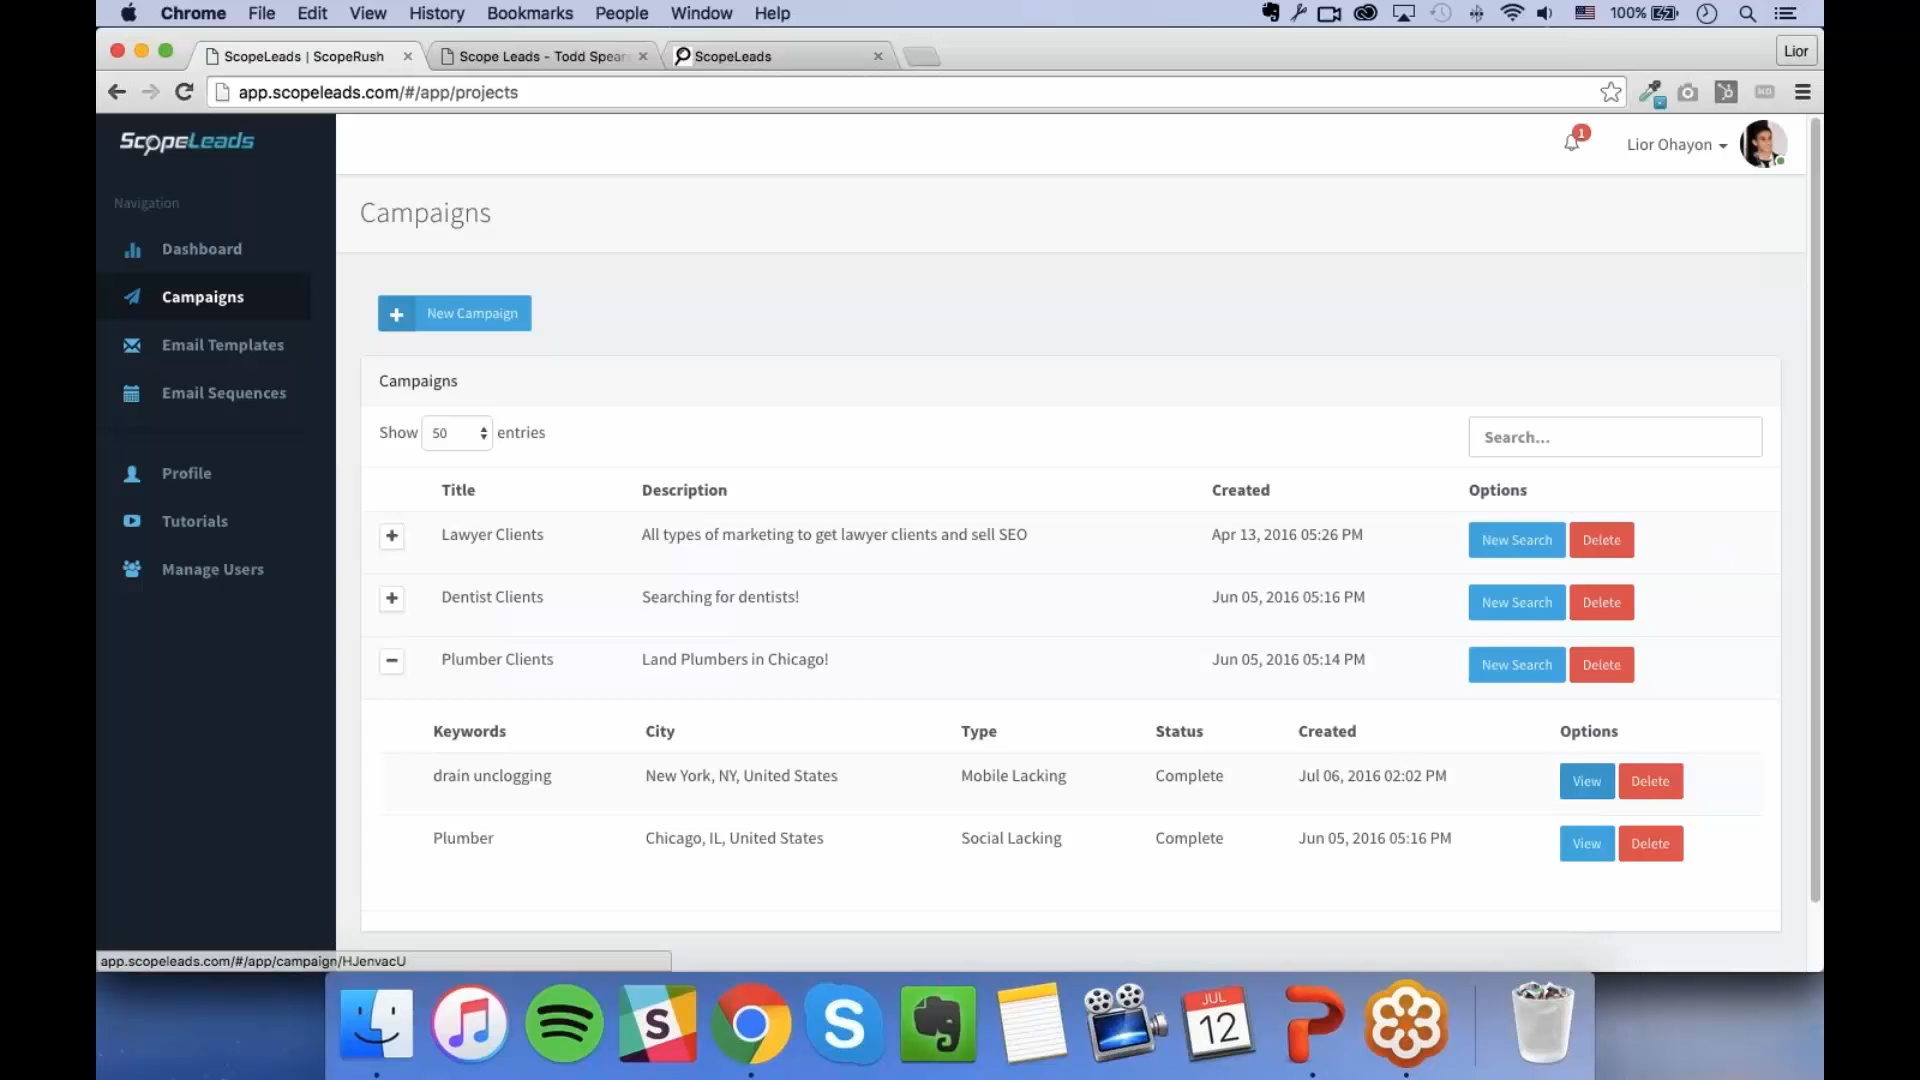 Chrome File Edit View History Bookmarks People Window Help 100%
ScopeLeads | ScopeRush Scope Leads - Todd Spear ScopeLeads Lior
app.scopeleads.com/#/app/projects
ScopeLeads
1
Lior Ohayon
Navigation
Dashboard
Campaigns
Email Templates
Email Sequences
Profile
Tutorials
Manage Users
Campaigns
New Campaign
Campaigns
Show 50 entries
Search...
Title Description Created Options
Lawyer Clients All types of marketing to get lawyer clients and sell SEO Apr 13, 2016 05:26 PM New Search Delete
Dentist Clients Searching for dentists! Jun 05, 2016 05:16 PM New Search Delete
Plumber Clients Land Plumbers in Chicago! Jun 05, 2016 05:14 PM New Search Delete
Keywords City Type Status Created Options
drain unclogging New York, NY, United States Mobile Lacking Complete Jul 06, 2016 02:02 PM View Delete
Plumber Chicago, IL, United States Social Lacking Complete Jun 05, 2016 05:16 PM View Delete
app.scopeleads.com/#/app/campaign/HJenvacU
S S JUL 12